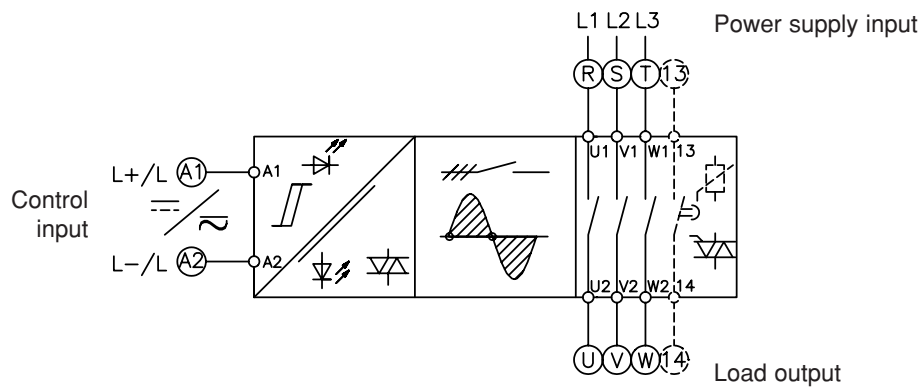 L1 L2 L3
Power supply input
R S T 13
U1 V1 W1 13
L+/L A1 A1
Control
input
L−/L A2 A2
U2 V2 W2 14
U V W 14
Load output